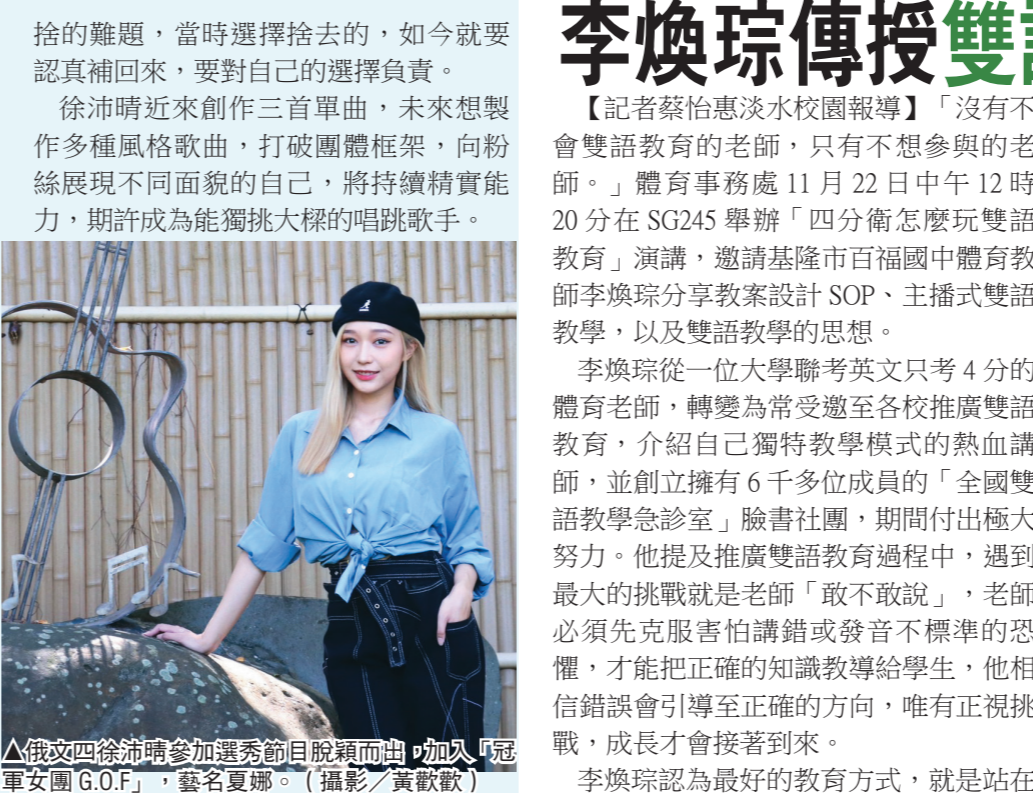 捨的難題，當時選擇捨去的，如今就要
認真補回來，要對自己的選擇負責。
徐沛晴近來創作三首單曲，未來想製
作多種風格歌曲，打破團體框架，向粉
絲展現不同面貌的自己，將持續精實能
力，期許成為能獨挑大樑的唱跳歌手。
▲俄文四徐沛晴參加選秀節目脫穎而出，加入「冠
軍女團 G.O.F」，藝名夏娜。（攝影／黃歡歡）
李煥琮傳授雙
【記者蔡怡惠淡水校園報導】「沒有不
會雙語教育的老師，只有不想參與的老
師。」體育事務處 11 月 22 日中午 12 時
20 分在 SG245 舉辦「四分衛怎麼玩雙語
教育」演講，邀請基隆市百福國中體育教
師李煥琮分享教案設計 SOP、主播式雙語
教學，以及雙語教學的思想。
李煥琮從一位大學聯考英文只考 4 分的
體育老師，轉變為常受邀至各校推廣雙語
教育，介紹自己獨特教學模式的熱血講
師，並創立擁有 6 千多位成員的「全國雙
語教學急診室」臉書社團，期間付出極大
努力。他提及推廣雙語教育過程中，遇到
最大的挑戰就是老師「敢不敢說」，老師
必須先克服害怕講錯或發音不標準的恐
懼，才能把正確的知識教導給學生，他相
信錯誤會引導至正確的方向，唯有正視挑
戰，成長才會接著到來。
李煥琮認為最好的教育方式，就是站在